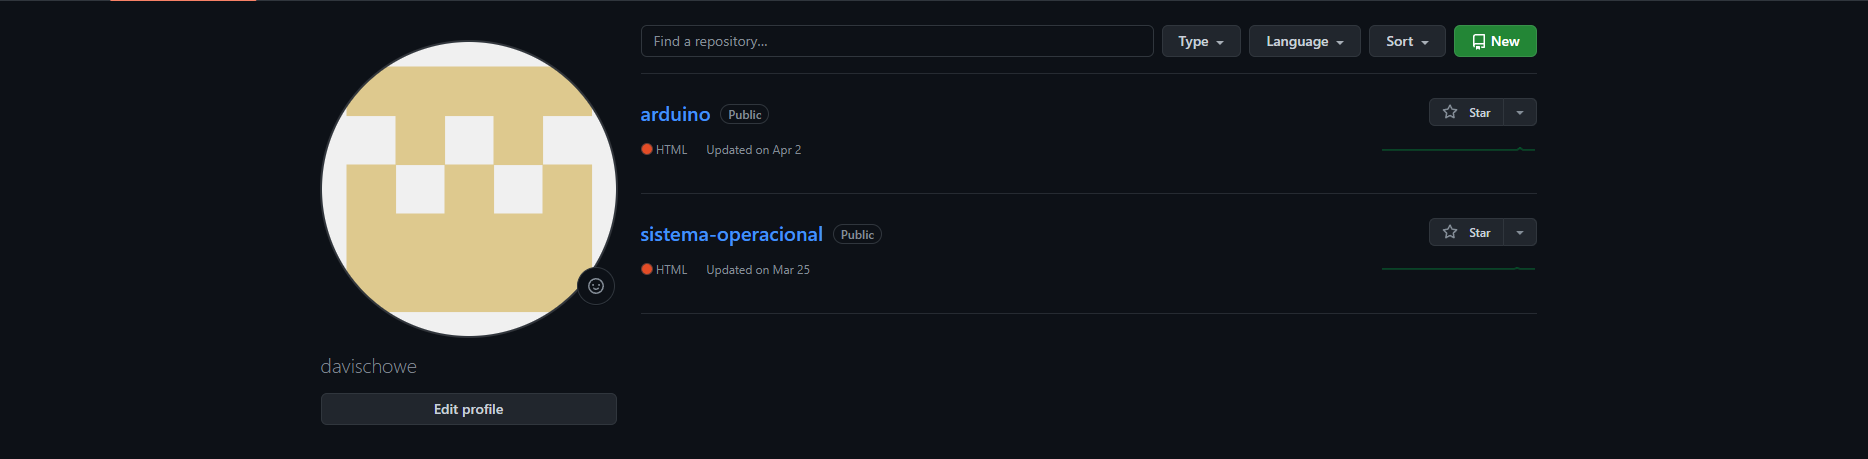 Find a repository... Type Language Sort New
arduino Public Star
HTML Updated on Apr 2
sistema-operacional Public Star
HTML Updated on Mar 25
davischowe
Edit profile